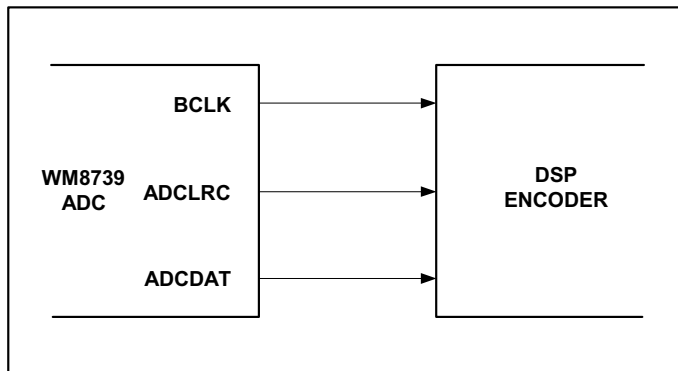 BCLK
WM8739
ADC
ADCLRC
ADCDAT
DSP
ENCODER